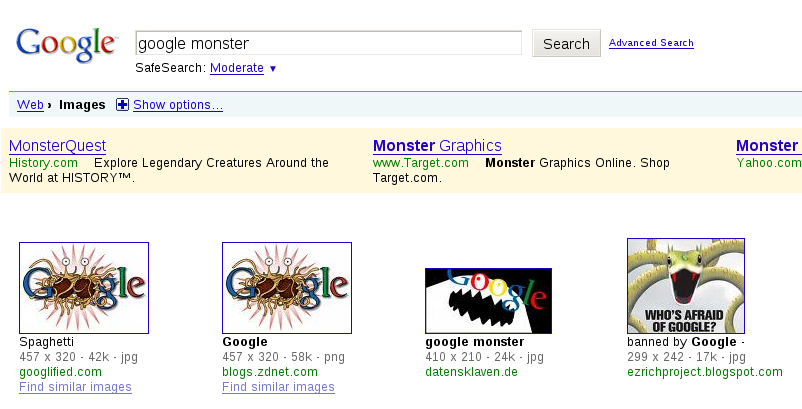 Google™ google monster Search Advanced Search
SafeSearch: Moderate ▼
Web › Images Show options...
MonsterQuest
History.com Explore Legendary Creatures Around the
World at HISTORY™.
Monster Graphics
www.Target.com Monster Graphics Online. Shop
Target.com.
Monster
Yahoo.com
Google
Spaghetti
457 x 320 - 42k - jpg
googlified.com
Find similar images
Google
Google
457 x 320 - 58k - png
blogs.zdnet.com
Find similar images
Google
google monster
410 x 210 - 24k - jpg
datensklaven.de
WHO'S AFRAID
OF GOOGLE?
banned by Google -
299 x 242 - 17k - jpg
ezrichproject.blogspot.com